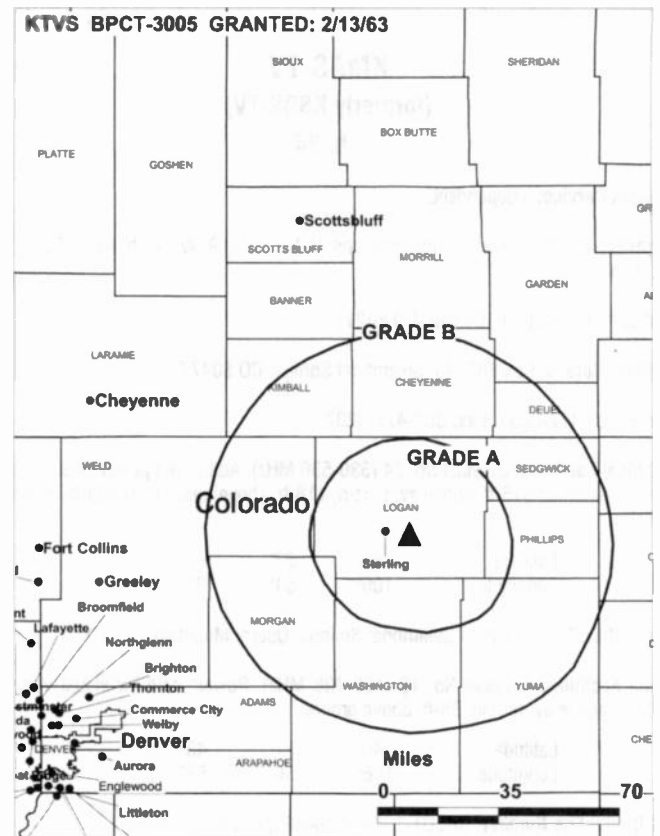 KTVS BPCT-3005 GRANTED: 2/13/63
SIOUX
SHERIDAN
BOX BUTTE
PLATTE
GOSHEN
Scottsbluff
SCOTTS BLUFF
MORRILL
GARDEN
BANNER
GRADE B
LARAMIE
KIMBALL
CHEYENNE
Cheyenne
DEUEL
GRADE A
WELD
SEDGWICK
Colorado
LOGAN
Sterling
PHILLIPS
Fort Collins
Greeley
Broomfield
Lafayette
MORGAN
Northglenn
Brighton
Thornton
WASHINGTON
YUMA
ADAMS
Commerce City
Welby
DENVER
Denver
CHE
ARAPAHOE
Miles
Aurora
Englewood
0 35 70
Littleton